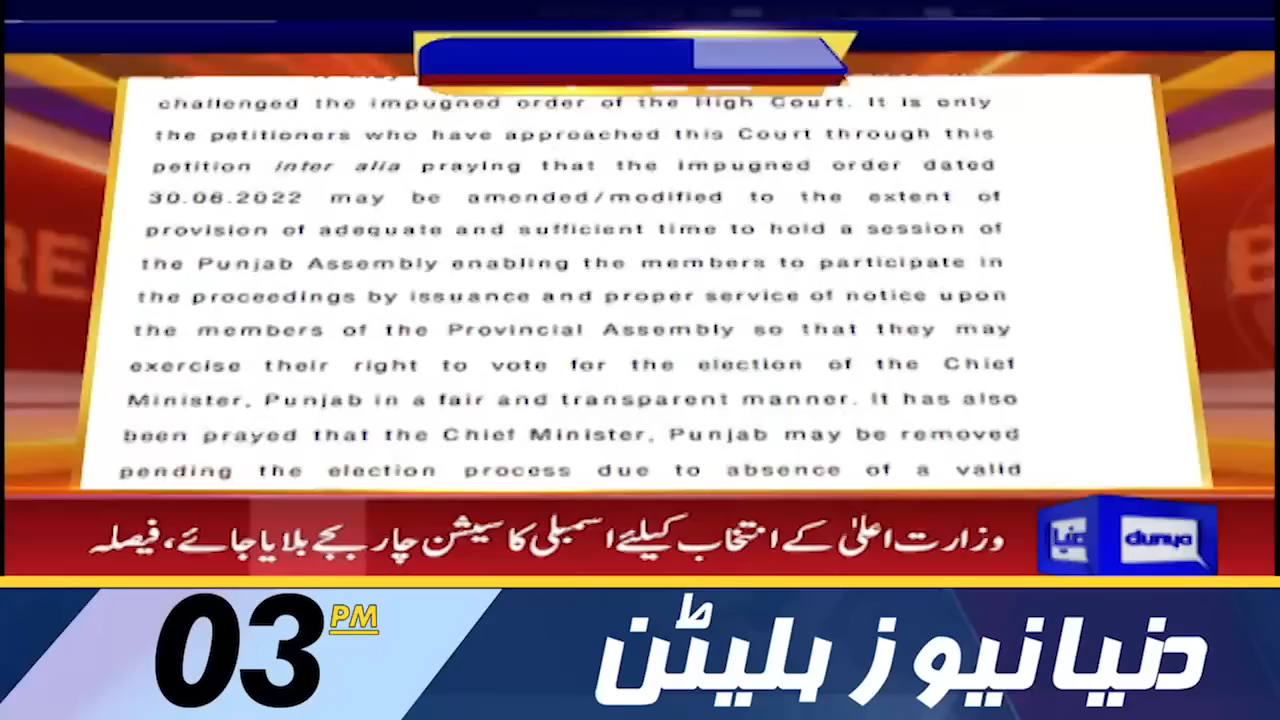 challenged the impugned order of the High Court. It is only
the petitioners who have approached this Court through this
petition inter alia praying that the impugned order dated
30.06.2022 may be amended/modified to the extent of
provision of adequate and sufficient time to hold a session of
the Punjab Assembly enabling the members to participate in
the proceedings by issuance and proper service of notice upon
the members of the Provincial Assembly so that they may
exercise their right to vote for the election of the Chief
Minister, Punjab in a fair and transparent manner. It has also
been prayed that the Chief Minister, Punjab may be removed
pending the election process due to absence of a valid
وزارت اعلیٰ کے انتخاب کیلئے اسمبلی کا سیشن چار بجے بلایا جائے، فیصلہ
دنیا dunya
03 PM
دنیا نیوز بلیٹن